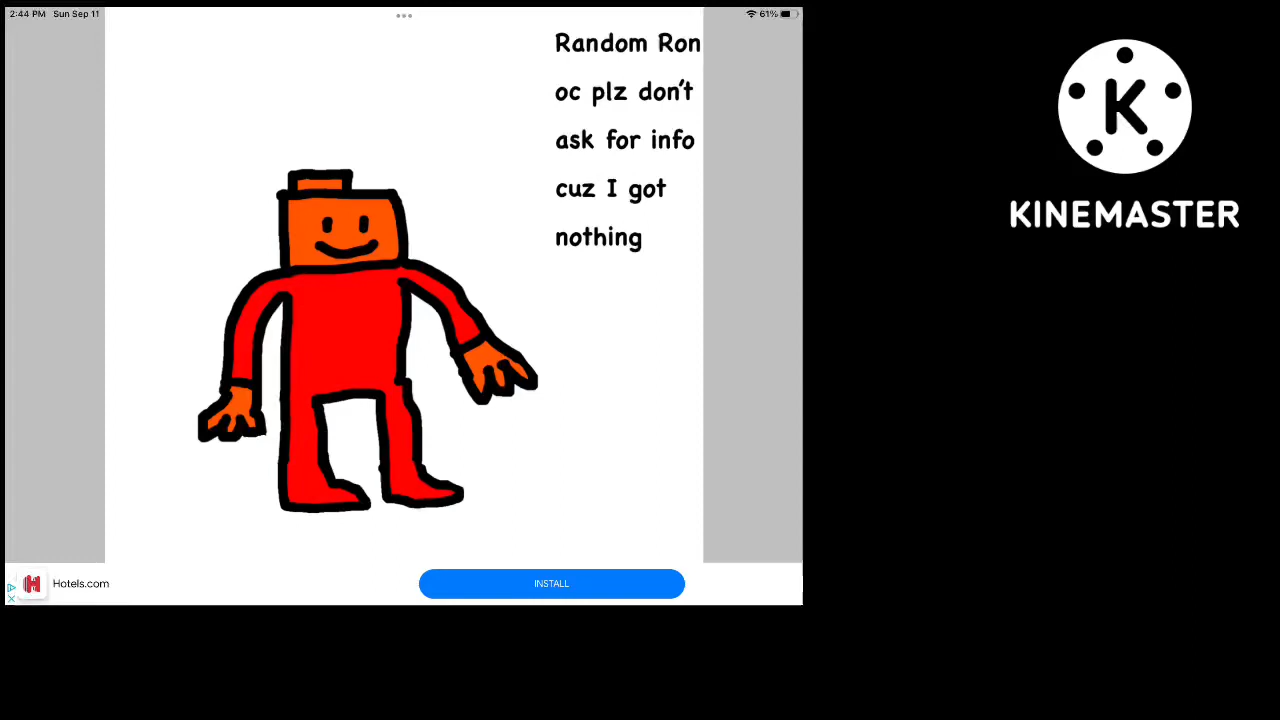 2:44 PM Sun Sep 11
61%
Random Ron
oc plz don't
ask for info
cuz I got
nothing
K
KINEMASTER
Hotels.com
INSTALL